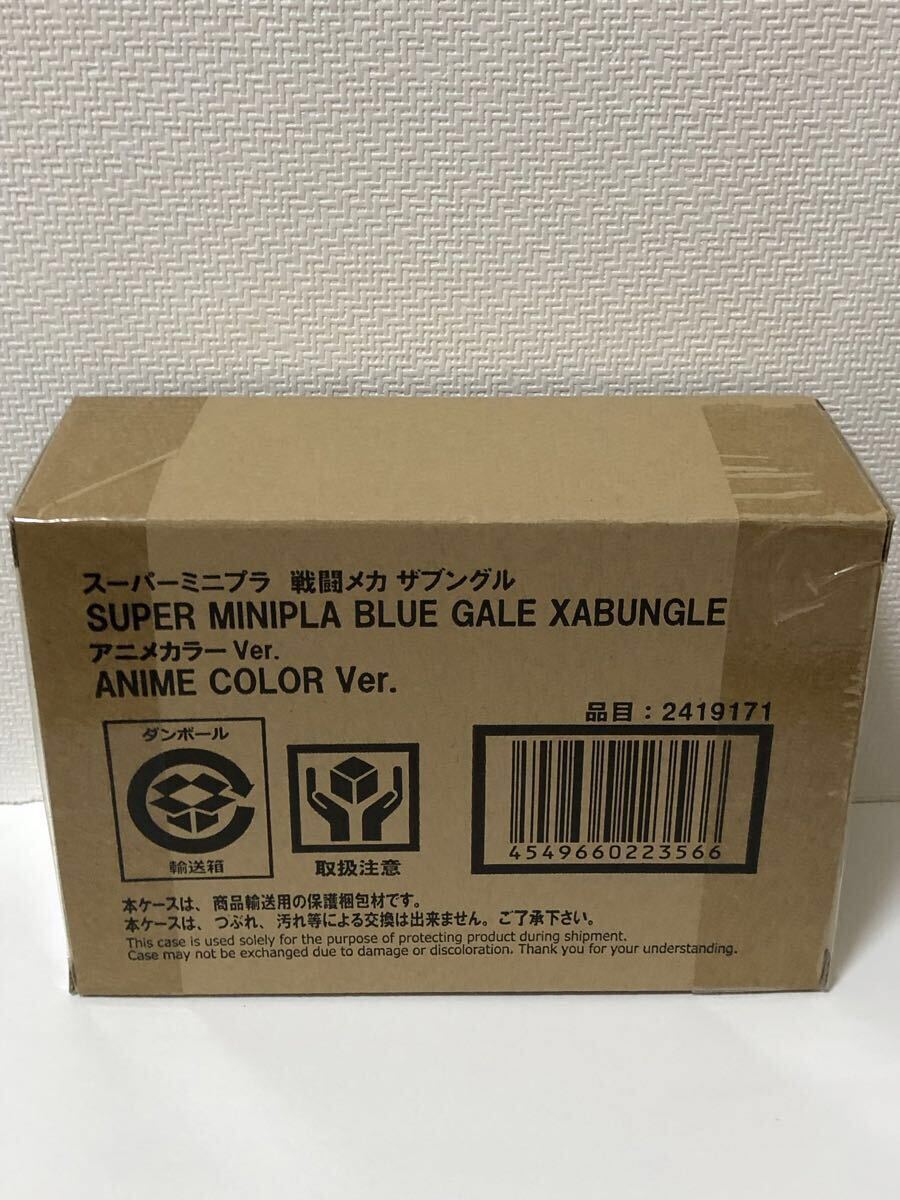 スーパーミニプラ 戦闘メカ ザブングル
SUPER MINIPLA BLUE GALE XABUNGLE
アニメカラー Ver.
ANIME COLOR Ver.
品目：2419171
ダンボール
輸送箱
取扱注意
4549660223566
本ケースは、商品輸送用の保護梱包材です。
本ケースは、つぶれ、汚れ等による交換は出来ません。ご了承下さい。
This case is used solely for the purpose of protecting product during shipment.
Case may not be exchanged due to damage or discoloration. Thank you for your understanding.